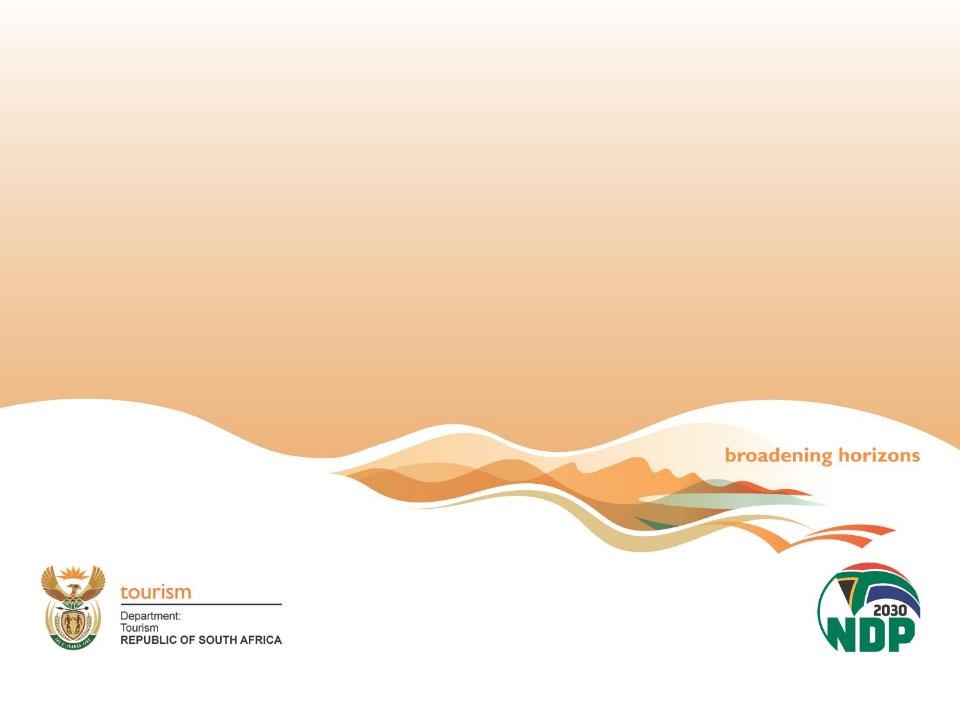 broadening horizons
tourism
Department:
Tourism
REPUBLIC OF SOUTH AFRICA
2030
NDP